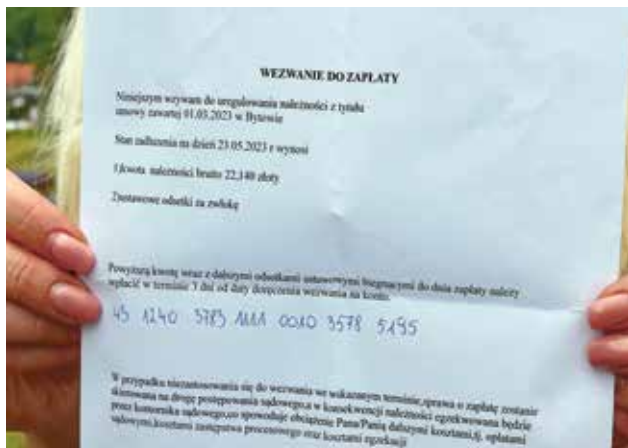 WEZWANIE DO ZAPŁATY
Niniejszym wzywam do uregulowania należności z tytułu
umowy zawartej 01.03.2023 w Bytowie
Stan zadłużenia na dzień 23.05.2023 r wynosi
1)kwota należności brutto 22,140 złoty
2)ustawowe odsetki za zwłokę
Powyższą kwotę wraz z dalszymi odsetkami ustawowymi biegnącymi do dnia zapłaty należy
wpłacić w terminie 3 dni od daty doręczenia wezwania na konto:
43 1240 3783 1111 0010 3578 5195
W przypadku niezastosowania się do wezwania we wskazanym terminie,sprawa o zapłatę zostanie
skierowana na drogę postępowania sądowego,a w konsekwencji należności egzekwowana będzie
przez komornika sądowego,co spowoduje obciążenie Pana/Panią dalszymi kosztami,tj. opłatami
sądowymi,kosztami zastępstwa procesowego oraz kosztami egzekucji